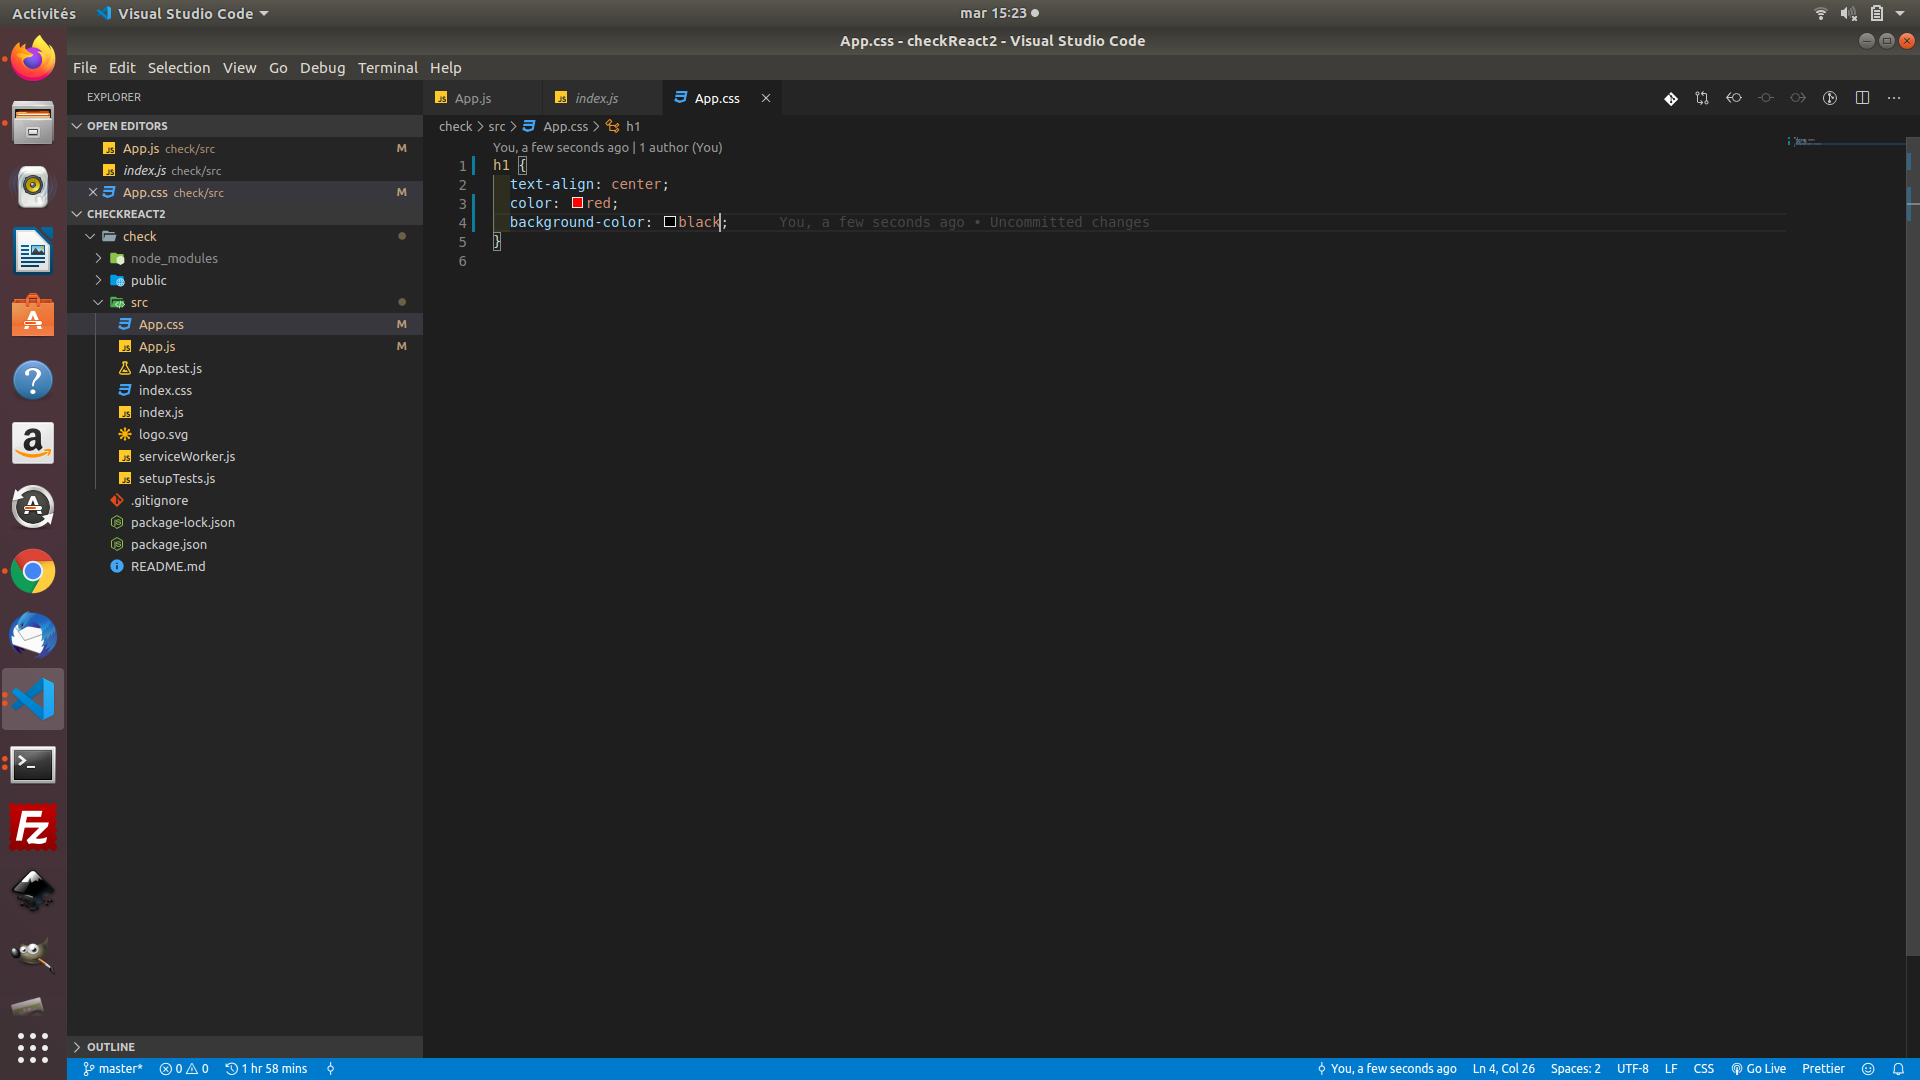 Activités
Visual Studio Code
mar 15:23
App.css - checkReact2 - Visual Studio Code
File Edit Selection View Go Debug Terminal Help
EXPLORER
OPEN EDITORS
App.js check/src M
index.js check/src
App.css check/src M
CHECKREACT2
check
node_modules
public
src
App.css M
App.js M
App.test.js
index.css
index.js
logo.svg
serviceWorker.js
setupTests.js
.gitignore
package-lock.json
package.json
README.md
OUTLINE
App.js index.js App.css
check > src > App.css > h1
You, a few seconds ago | 1 author (You)
1 h1 {
2 text-align: center;
3 color: red;
4 background-color: black; You, a few seconds ago • Uncommitted changes
5 }
6
master* 0 0 1 hr 58 mins You, a few seconds ago Ln 4, Col 26 Spaces: 2 UTF-8 LF CSS Go Live Prettier